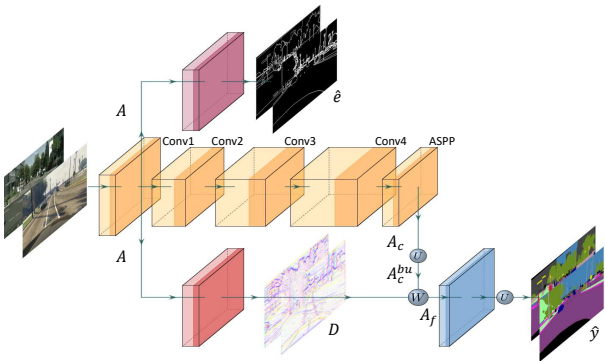 A
ê
Conv1 Conv2 Conv3 Conv4 ASPP
A
A_c
U
A_c^{bu}
D
W
A_f
U
ŷ